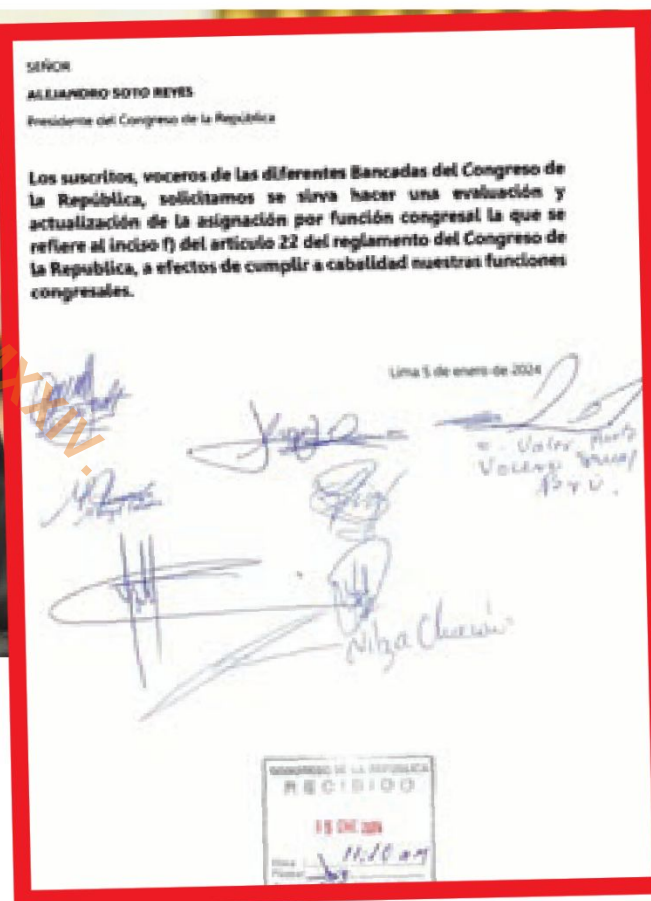 SEÑOR
ALEJANDRO SOTO REYES
Presidente del Congreso de la República
Los suscritos, voceros de las diferentes Bancadas del Congreso de
la República, solicitamos se sirva hacer una evaluación y
actualización de la asignación por función congresal la que se
refiere al inciso f) del articulo 22 del reglamento del Congreso de
la Republica, a efectos de cumplir a cabalidad nuestras funciones
congresales.
Lima 5 de enero de 2024
Valer
Nilza Chacón
CONGRESO DE LA REPÚBLICA
RECIBIDO
11:10 am